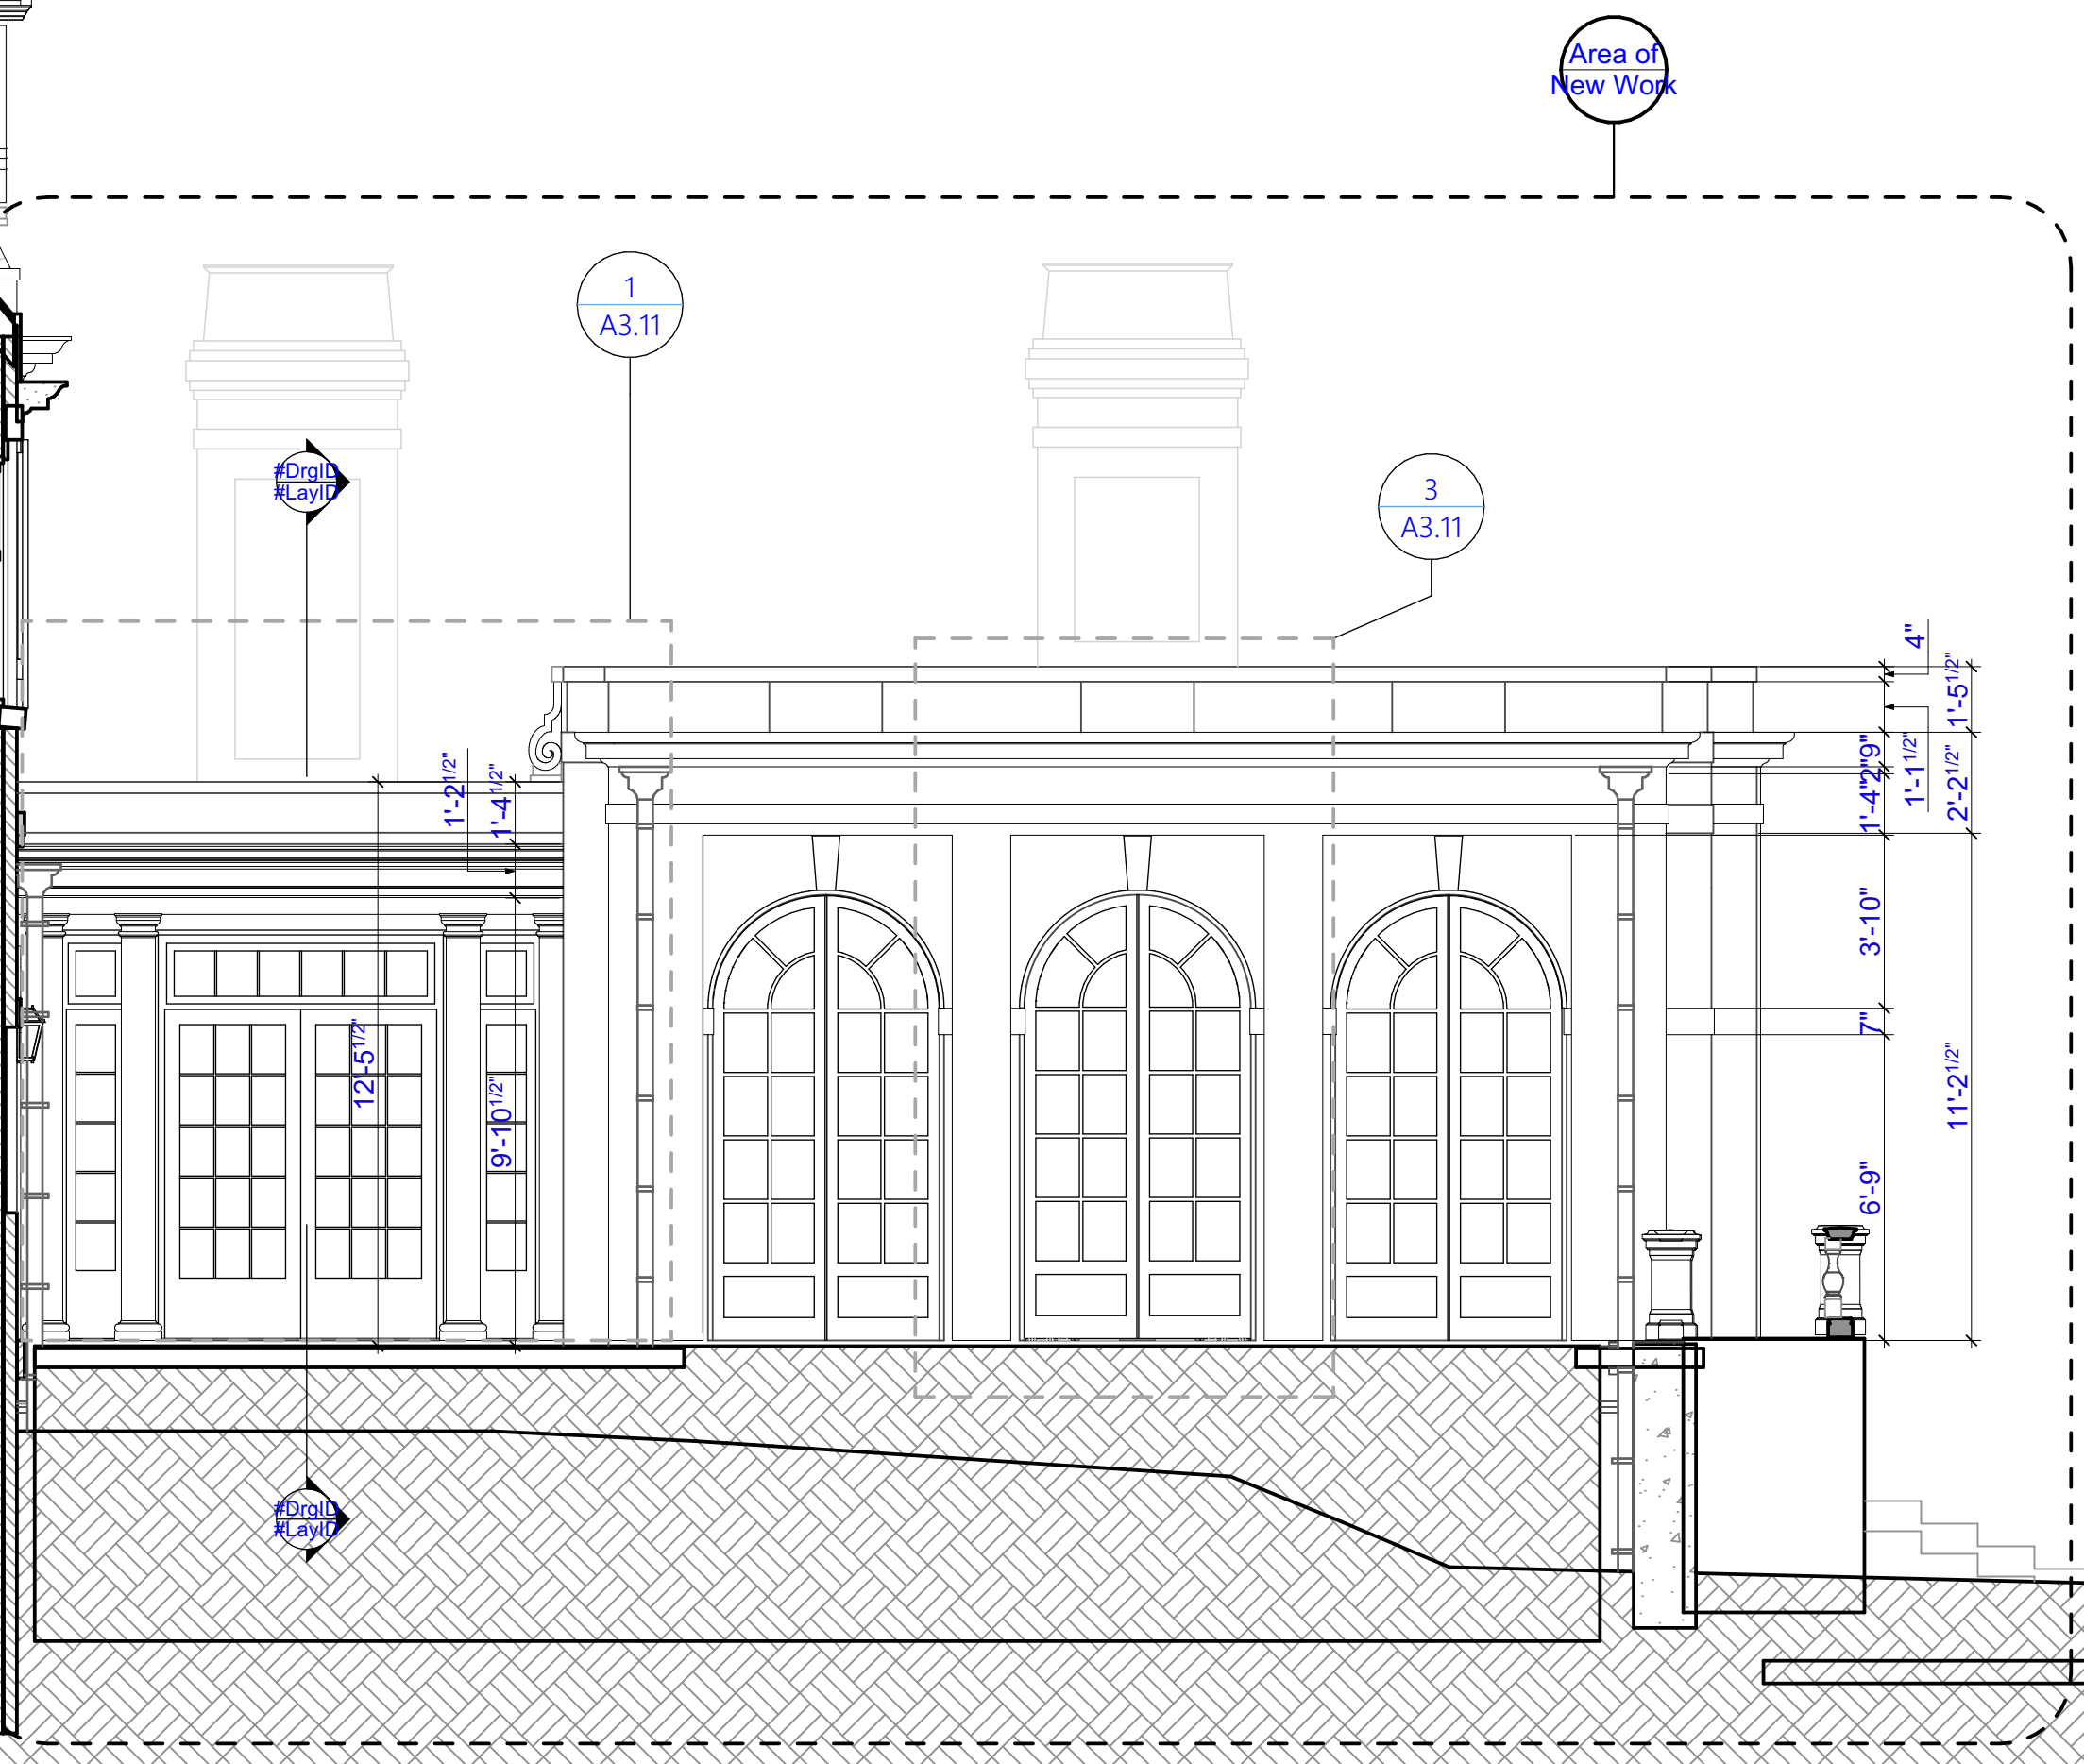 Area of
New Work
1
A3.11
3
A3.11
#DrgID
#LayID
4"
1'-5 1/2"
1'-2 1/2"
1'-4 1/2"
9"
2"
1'-4"
1'-1 1/2"
2'-2 1/2"
3'-10"
7"
12'-5 1/2"
9'-10 1/2"
11'-2 1/2"
6'-9"
#DrgID
#LayID